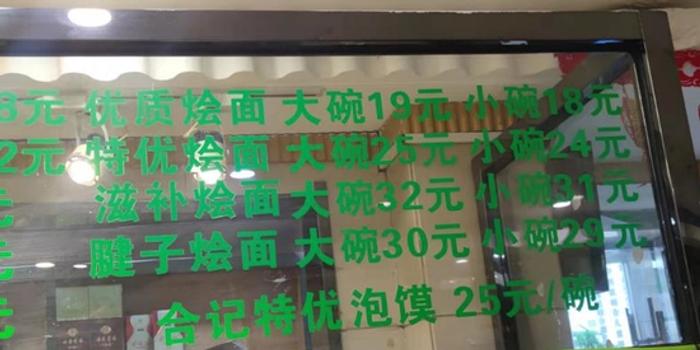 8元 优质烩面 大碗19元 小碗18元
2元 特优烩面 大碗25元 小碗24元
元 滋补烩面 大碗32元 小碗31元
元 腱子烩面 大碗30元 小碗29元
元 合记特优泡馍 25元/碗